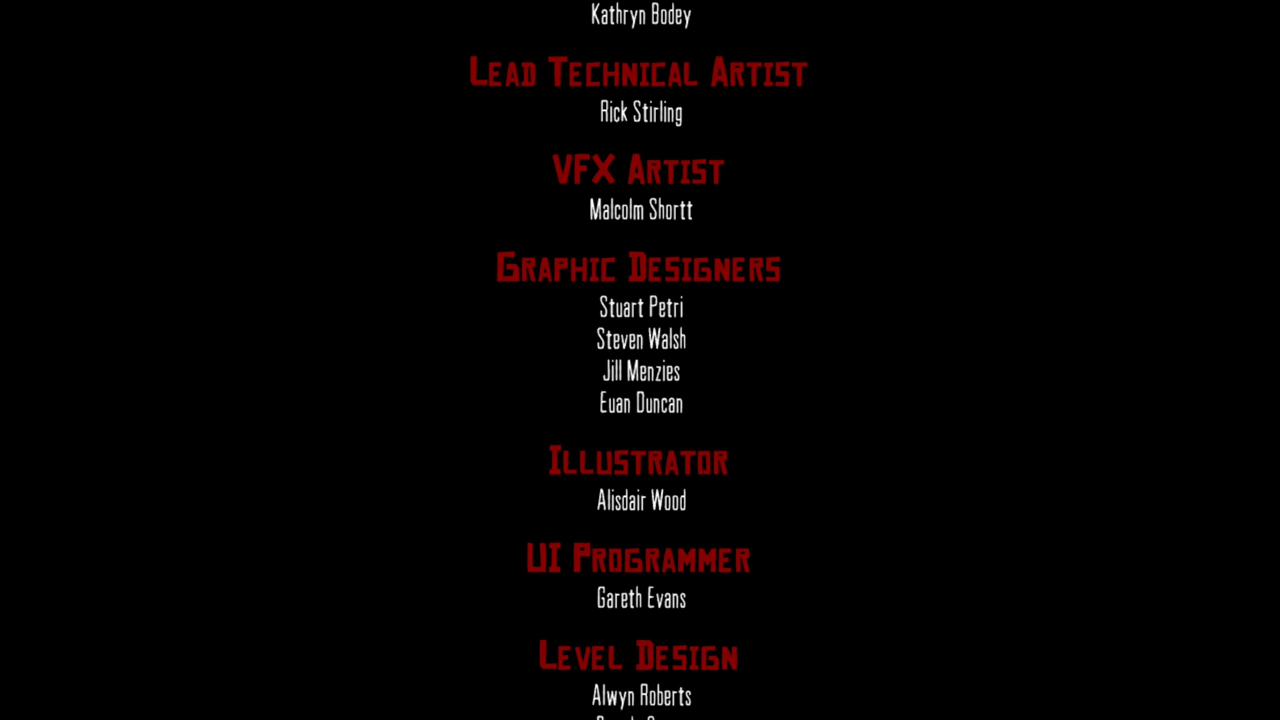 Kathryn Bodey
LEAD TECHNICAL ARTIST
Rick Stirling
VFX ARTIST
Malcolm Shortt
GRAPHIC DESIGNERS
Stuart Petri
Steven Walsh
Jill Menzies
Euan Duncan
ILLUSTRATOR
Alisdair Wood
UI PROGRAMMER
Gareth Evans
LEVEL DESIGN
Alwyn Roberts